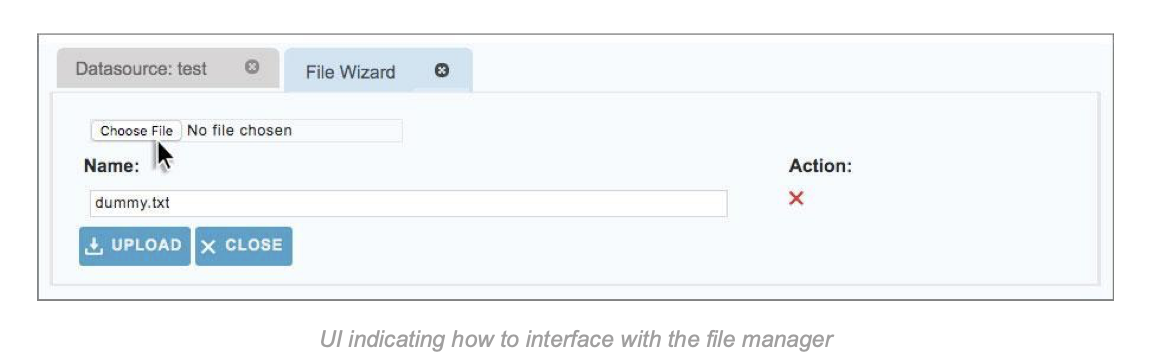 Datasource: test
File Wizard
Choose File No file chosen
Name: Action:
dummy.txt
UPLOAD CLOSE
UI indicating how to interface with the file manager